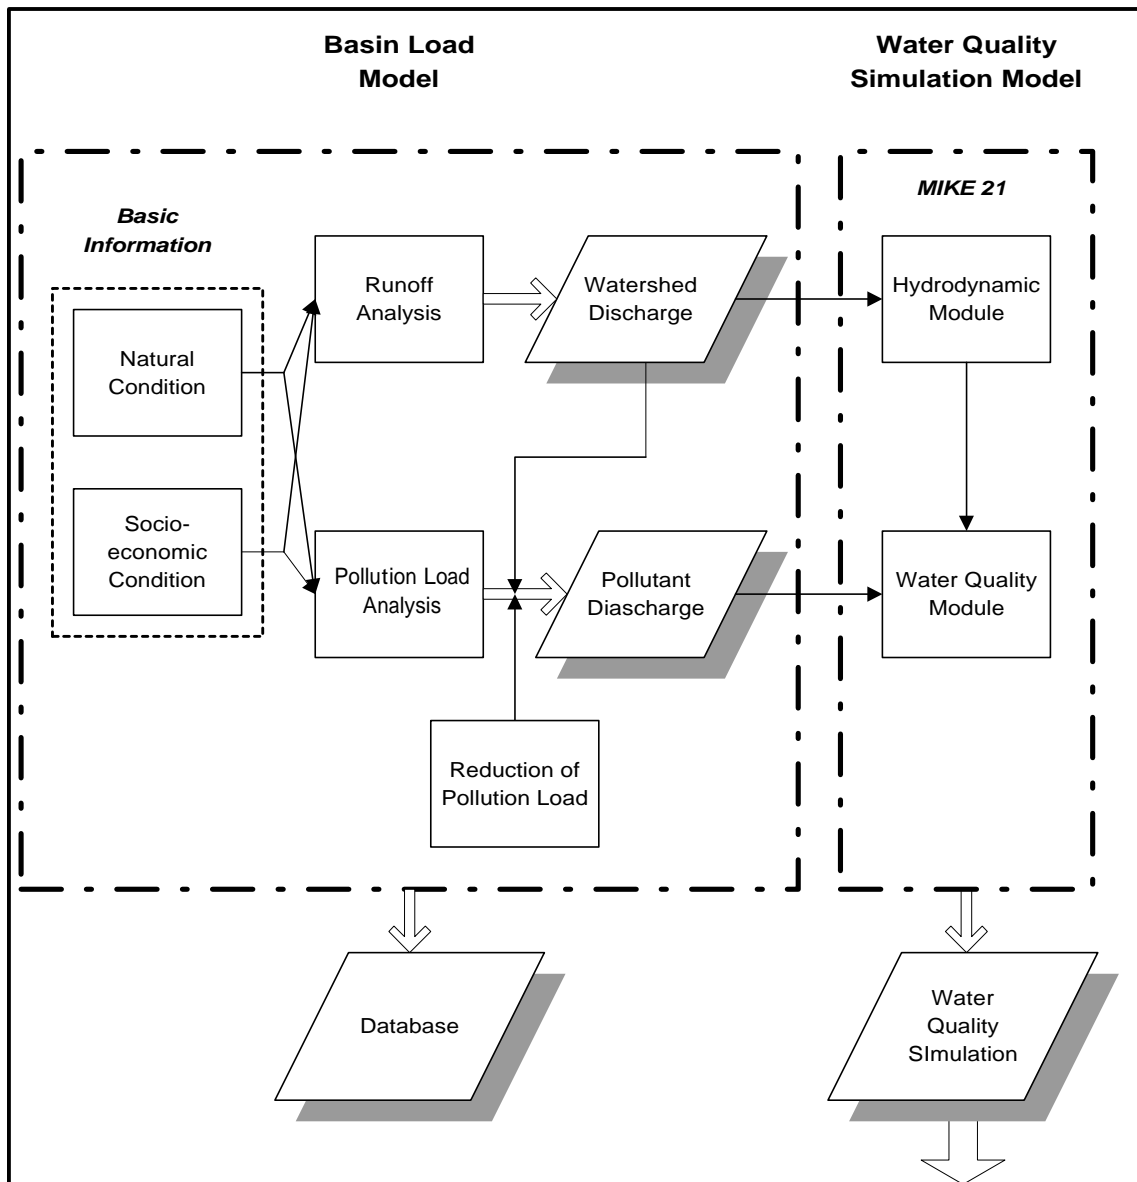 Basin Load
Model
Water Quality
Simulation Model
Basic
Information
MIKE 21
Natural
Condition
Runoff
Analysis
Watershed
Discharge
Hydrodynamic
Module
Socio-
economic
Condition
Pollution Load
Analysis
Pollutant
Diascharge
Water Quality
Module
Reduction of
Pollution Load
Database
Water
Quality
SImulation